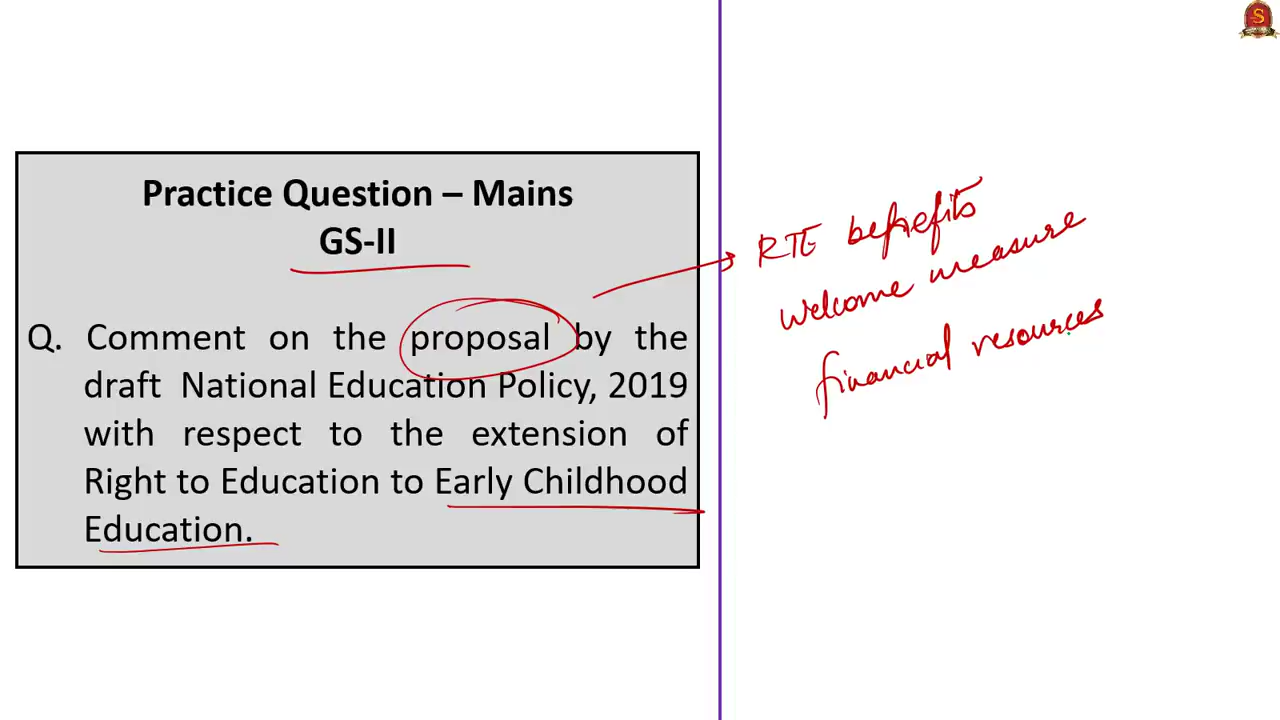 Practice Question – Mains
GS-II
Q. Comment on the proposal by the
draft National Education Policy, 2019
with respect to the extension of
Right to Education to Early Childhood
Education.
RTE benefits
welcome measure
financial resources
S